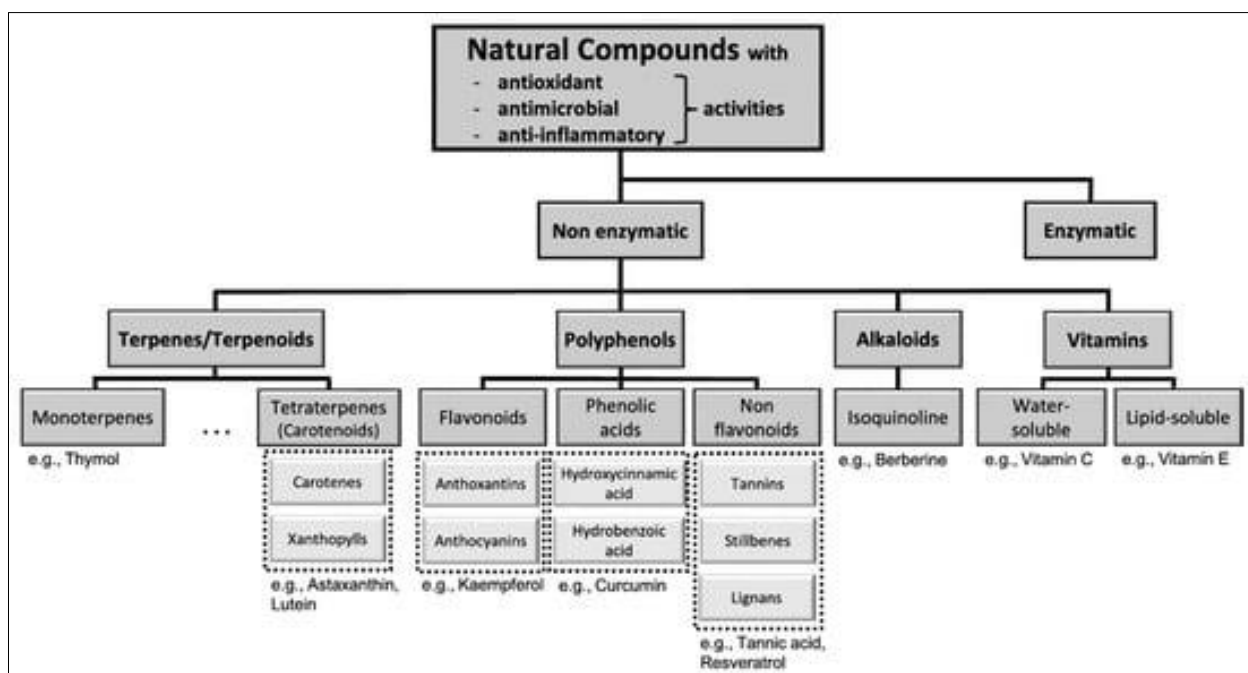 Natural Compounds with
- antioxidant
- antimicrobial
- anti-inflammatory
activities
Non enzymatic
Enzymatic
Terpenes/Terpenoids
Polyphenols
Alkaloids
Vitamins
Monoterpenes
...
Tetraterpenes
(Carotenoids)
Flavonoids
Phenolic
acids
Non
flavonoids
Isoquinoline
Water-
soluble
Lipid-soluble
e.g., Thymol
e.g., Berberine
e.g., Vitamin C
e.g., Vitamin E
Carotenes
Xanthopylls
e.g., Astaxanthin,
Lutein
Anthoxantins
Anthocyanins
e.g., Kaempferol
Hydroxycinnamic
acid
Hydrobenzoic
acid
e.g., Curcumin
Tannins
Stillbenes
Lignans
e.g., Tannic acid,
Resveratrol